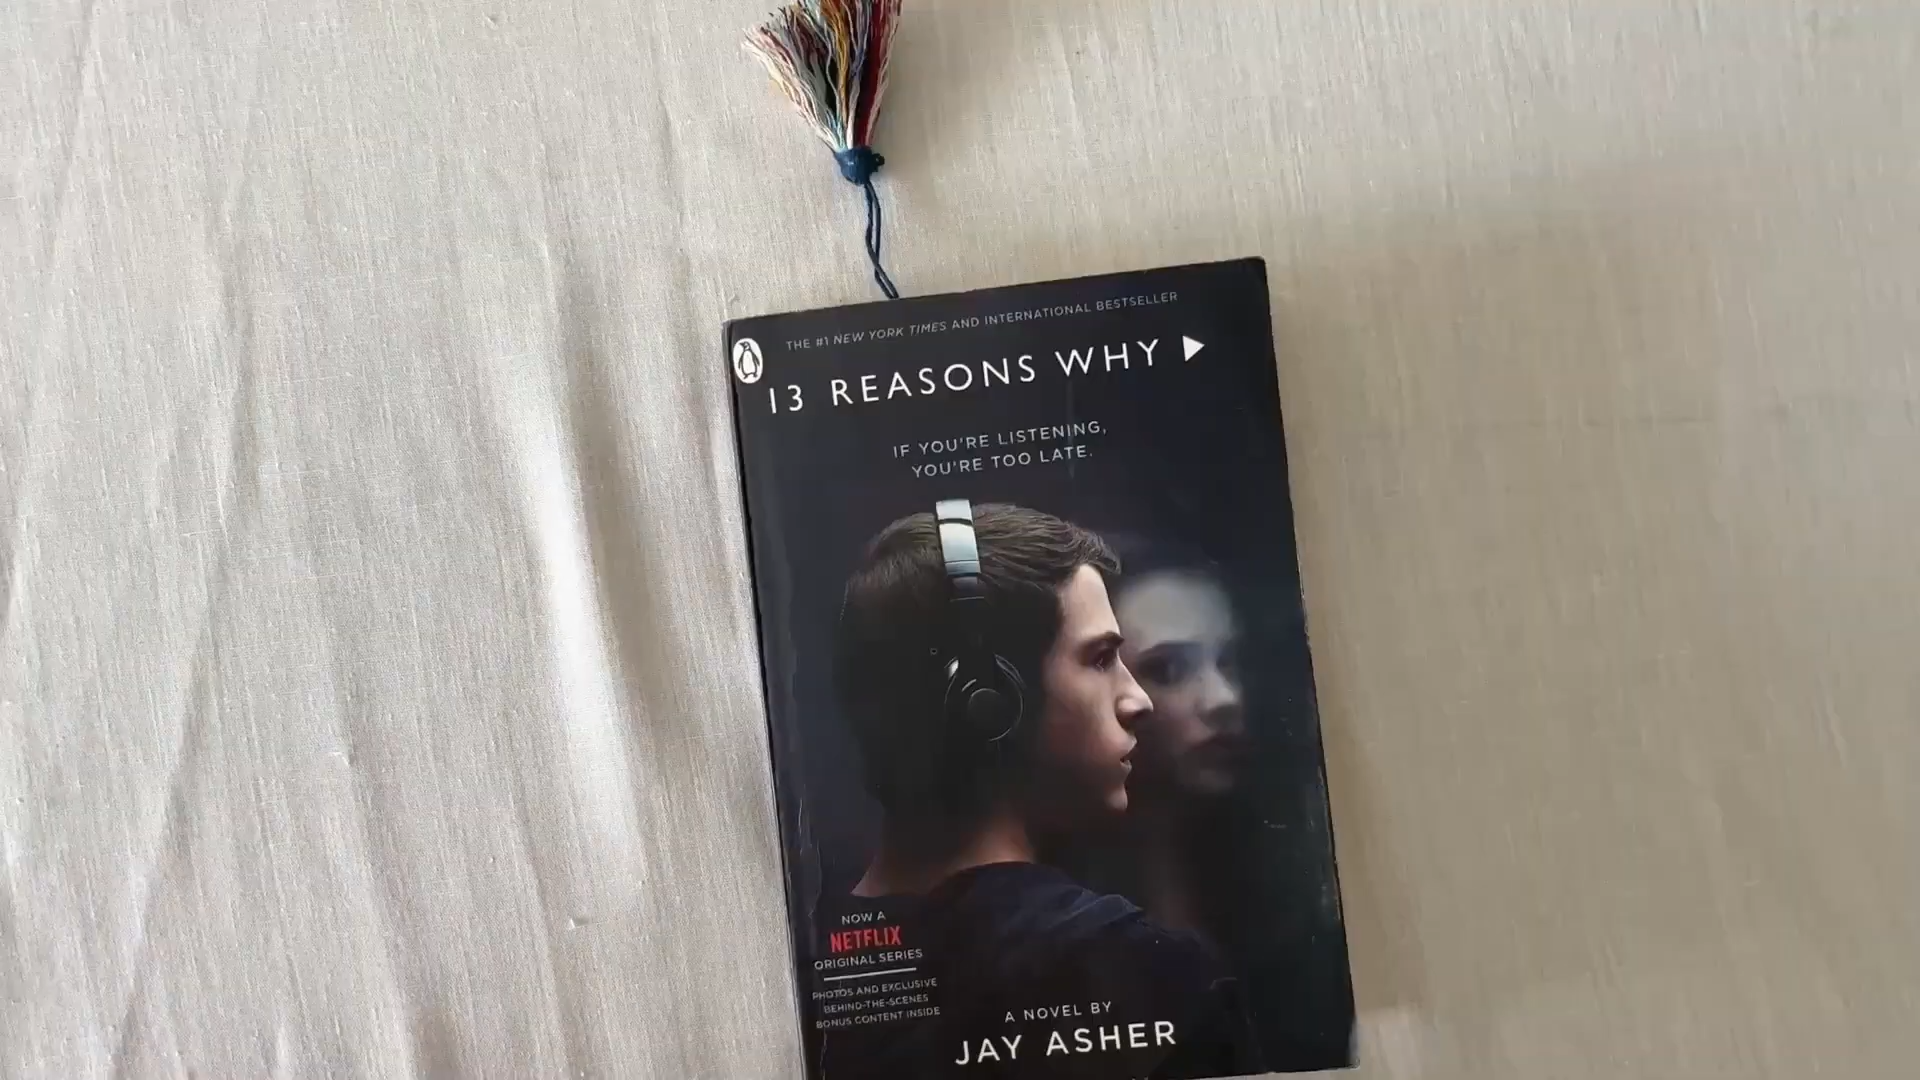 THE #1 NEW YORK TIMES AND INTERNATIONAL BESTSELLER
13 REASONS WHY
IF YOU'RE LISTENING,
YOU'RE TOO LATE.
NOW A
NETFLIX
ORIGINAL SERIES
PHOTOS AND EXCLUSIVE
BEHIND-THE-SCENES
BONUS CONTENT INSIDE
A NOVEL BY
JAY ASHER